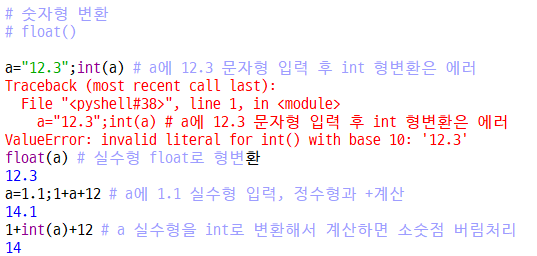 # 숫자형 변환
# float()
a="12.3";int(a) # a에 12.3 문자형 입력 후 int 형변환은 에러
Traceback (most recent call last):
  File "<pyshell#38>", line 1, in <module>
    a="12.3";int(a) # a에 12.3 문자형 입력 후 int 형변환은 에러
ValueError: invalid literal for int() with base 10: '12.3'
float(a) # 실수형 float로 형변환
12.3
a=1.1;1+a+12 # a에 1.1 실수형 입력, 정수형과 +계산
14.1
1+int(a)+12 # a 실수형을 int로 변환해서 계산하면 소숫점 버림처리
14